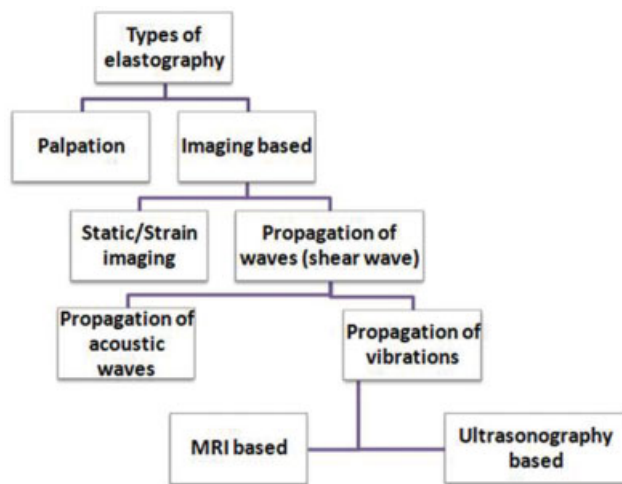 Types of
elastography
Palpation
Imaging based
Static/Strain
imaging
Propagation of
waves (shear wave)
Propagation of
acoustic
waves
Propagation of
vibrations
MRI based
Ultrasonography
based